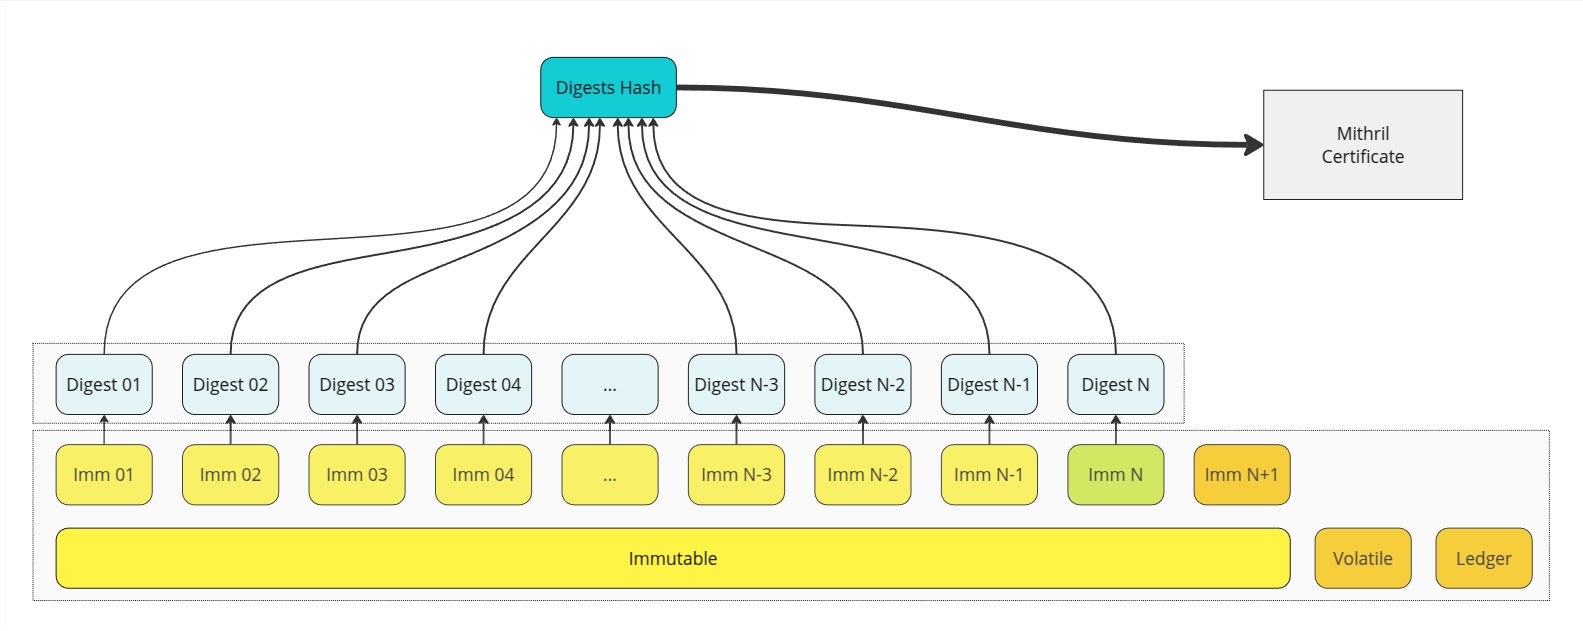 Digests Hash
Mithril
Certificate
Digest 01
Digest 02
Digest 03
Digest 04
...
Digest N-3
Digest N-2
Digest N-1
Digest N
Imm 01
Imm 02
Imm 03
Imm 04
...
Imm N-3
Imm N-2
Imm N-1
Imm N
Imm N+1
Immutable
Volatile
Ledger